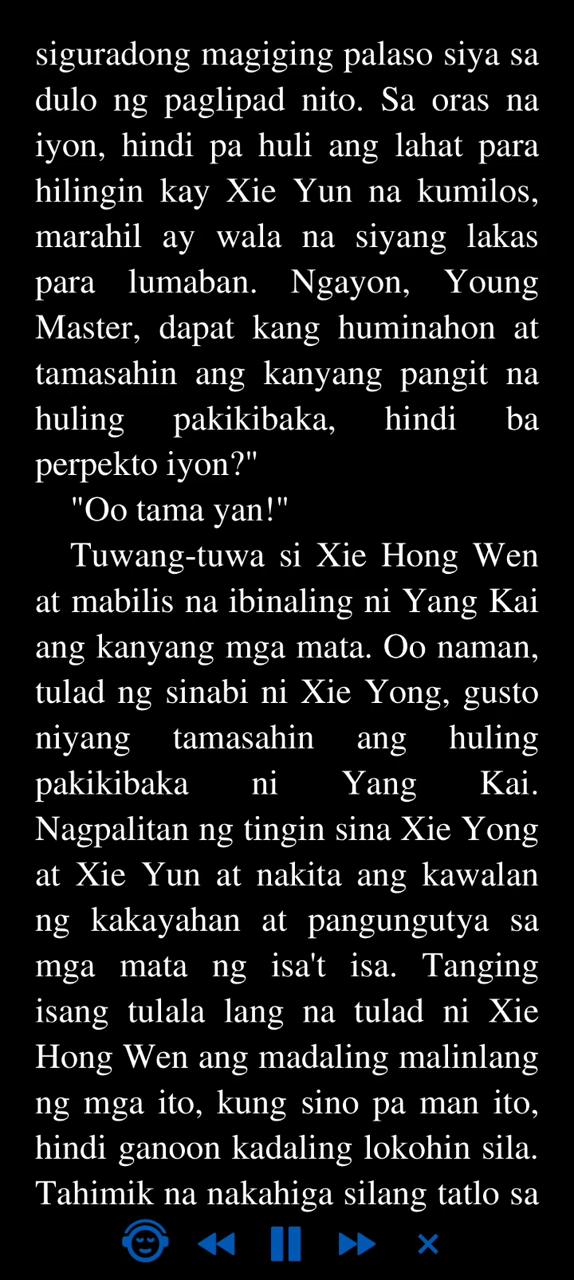 siguradong magiging palaso siya sa
dulo ng paglipad nito. Sa oras na
iyon, hindi pa huli ang lahat para
hilingin kay Xie Yun na kumilos,
marahil ay wala na siyang lakas
para lumaban. Ngayon, Young
Master, dapat kang huminahon at
tamasahin ang kanyang pangit na
huling pakikibaka, hindi ba
perpekto iyon?"
"Oo tama yan!"
Tuwang-tuwa si Xie Hong Wen
at mabilis na ibinaling ni Yang Kai
ang kanyang mga mata. Oo naman,
tulad ng sinabi ni Xie Yong, gusto
niyang tamasahin ang huling
pakikibaka ni Yang Kai.
Nagpalitan ng tingin sina Xie Yong
at Xie Yun at nakita ang kawalan
ng kakayahan at pangungutya sa
mga mata ng isa't isa. Tanging
isang tulala lang na tulad ni Xie
Hong Wen ang madaling malinlang
ng mga ito, kung sino pa man ito,
hindi ganoon kadaling lokohin sila.
Tahimik na nakahiga silang tatlo sa